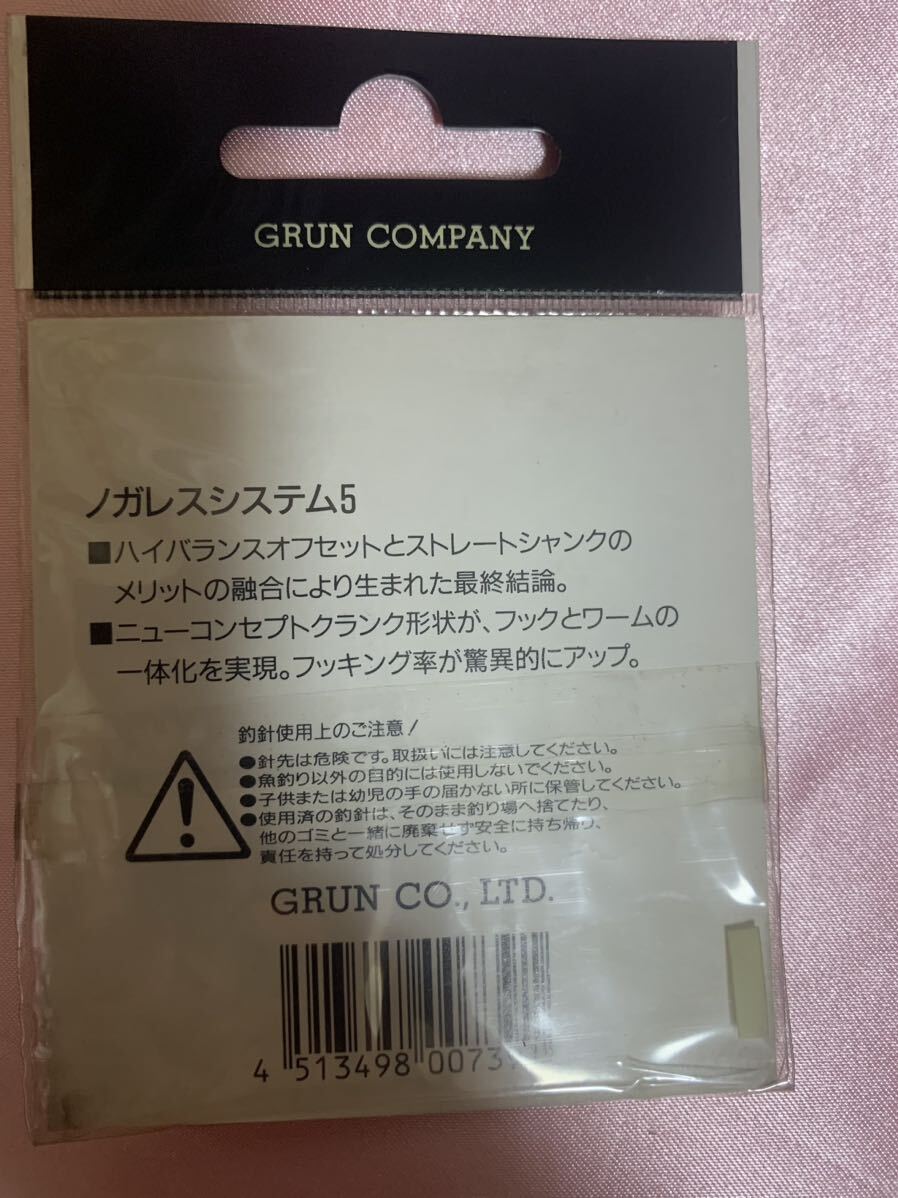 GRUN COMPANY
ノガレスシステム5
■ハイバランスオフセットとストレートシャンクの
メリットの融合により生まれた最終結論。
■ニューコンセプトクランク形状が、フックとワームの
一体化を実現。フッキング率が驚異的にアップ。
釣針使用上のご注意!
●針先は危険です。取扱いには注意してください。
●魚釣り以外の目的には使用しないでください。
●子供または幼児の手の届かない所に保管してください。
●使用済の釣針は、そのまま釣り場へ捨てたり、
他のゴミと一緒に廃棄せず安全に持ち帰り、
責任を持って処分してください。
GRUN CO., LTD.
4 513498 0073